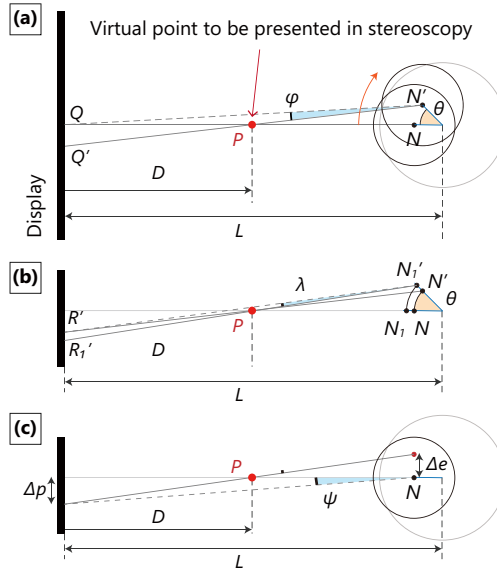 (a)
Virtual point to be presented in stereoscopy
Q
φ
N′
θ
P
N
Q′
D
L
Display
(b)
N₁′
N′
λ
θ
R′
P
N₁ N
R₁′
D
L
(c)
Δp
P
Δe
ψ
N
D
L